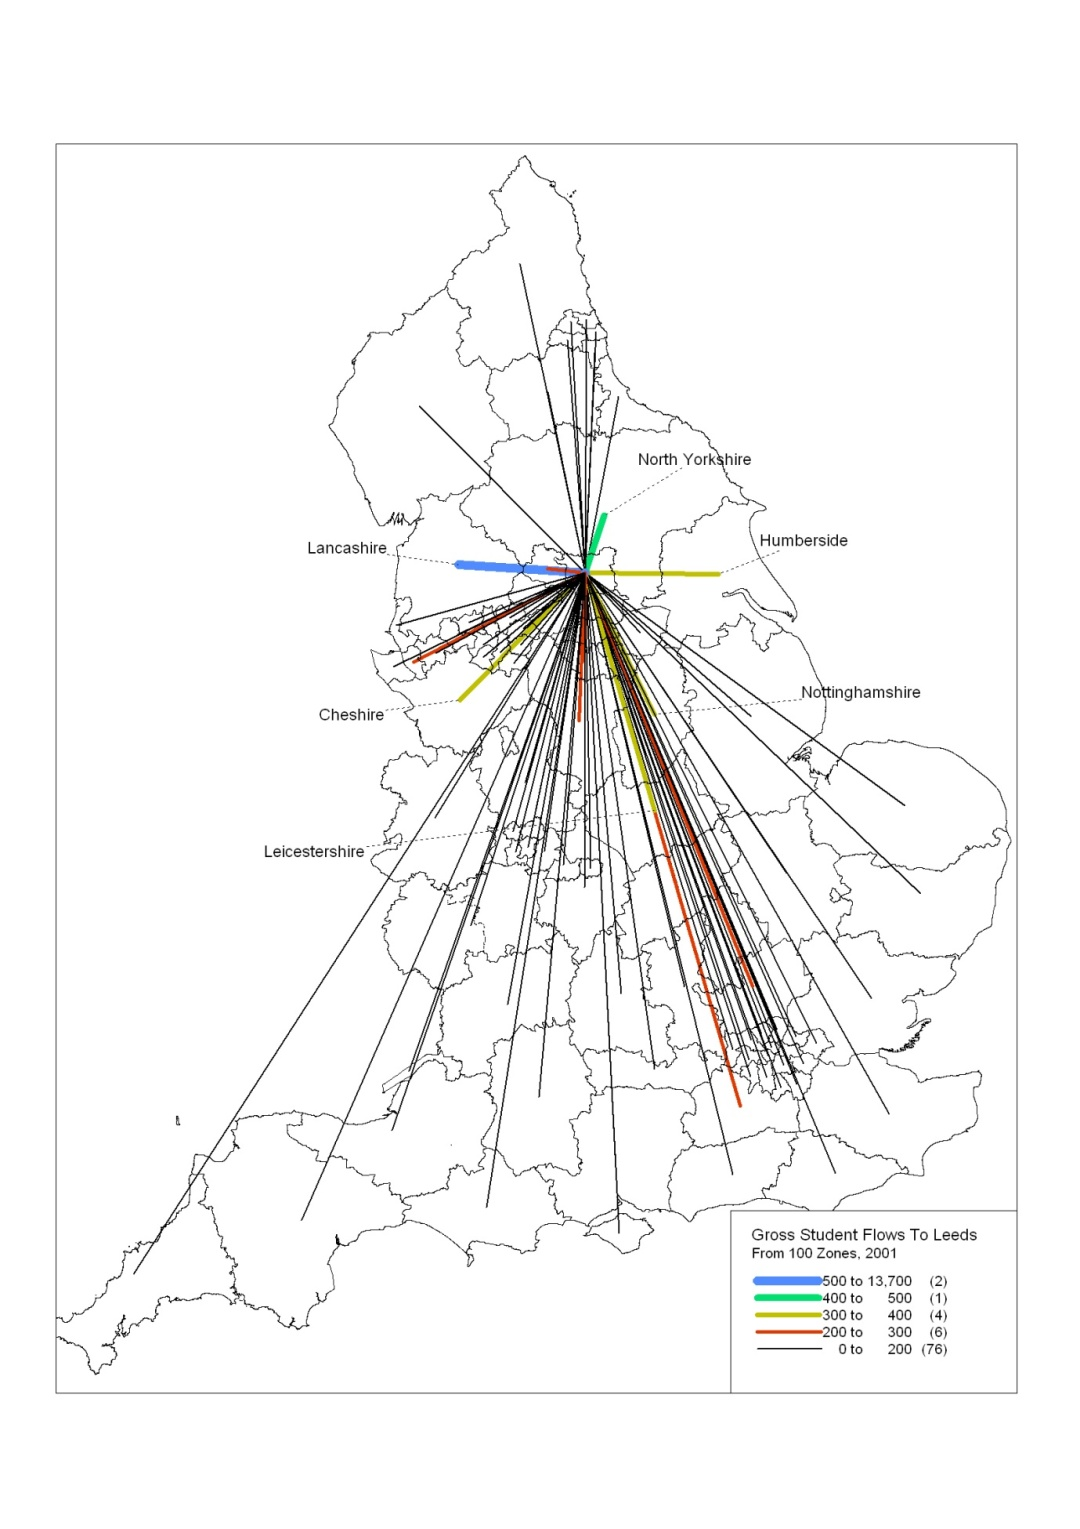 North Yorkshire
Humberside
Lancashire
Nottinghamshire
Cheshire
Leicestershire
Gross Student Flows To Leeds
From 100 Zones, 2001
500 to 13,700 (2)
400 to 500 (1)
300 to 400 (4)
200 to 300 (6)
0 to 200 (76)